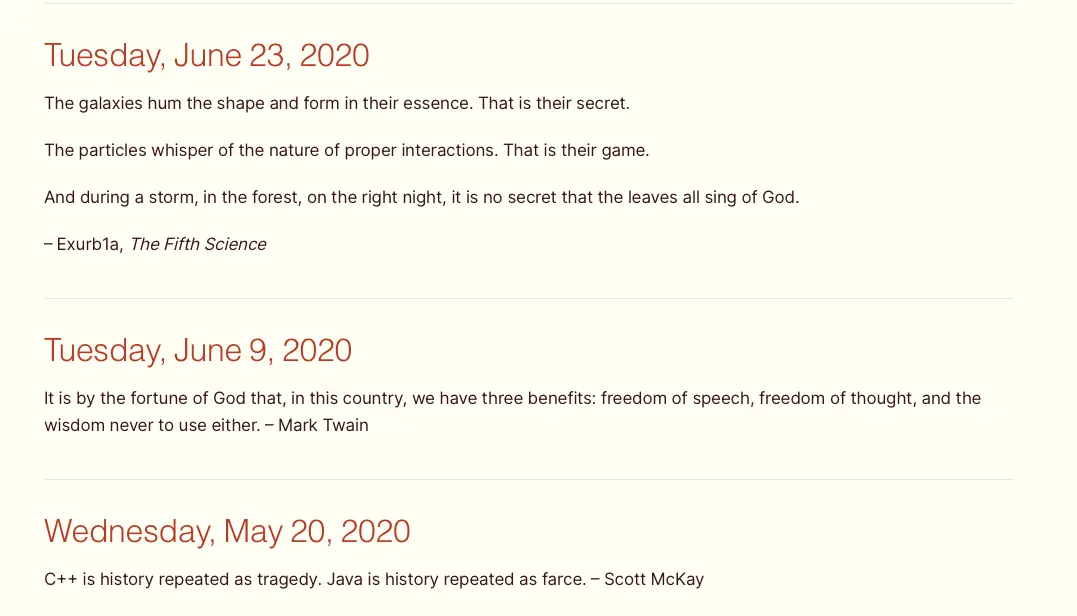 Tuesday, June 23, 2020
The galaxies hum the shape and form in their essence. That is their secret.
The particles whisper of the nature of proper interactions. That is their game.
And during a storm, in the forest, on the right night, it is no secret that the leaves all sing of God.
– Exurb1a, The Fifth Science
Tuesday, June 9, 2020
It is by the fortune of God that, in this country, we have three benefits: freedom of speech, freedom of thought, and the
wisdom never to use either. – Mark Twain
Wednesday, May 20, 2020
C++ is history repeated as tragedy. Java is history repeated as farce. – Scott McKay